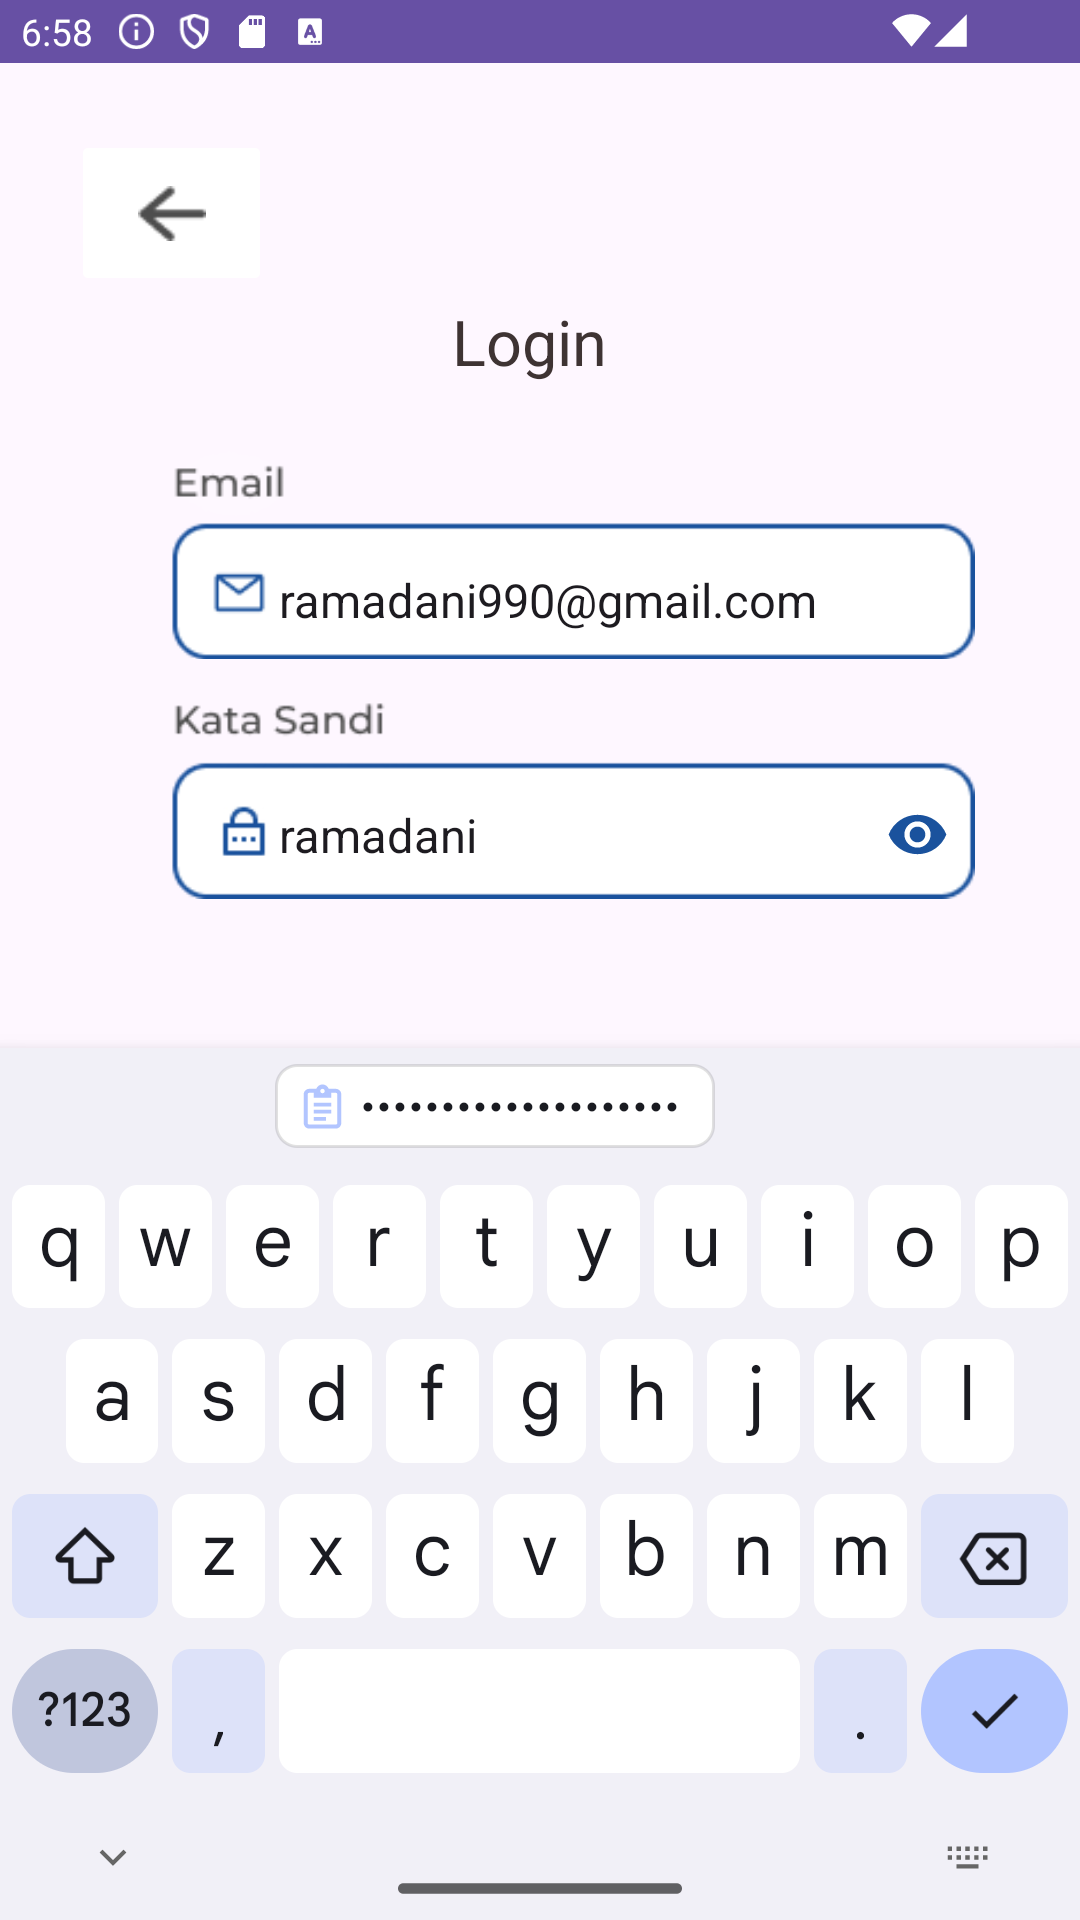 6:58
Login
Email
ramadani990@gmail.com
Kata Sandi
ramadani
••••••••••••••••••••
q w e r t y u i o p
a s d f g h j k l
z x c v b n m
?123 , .